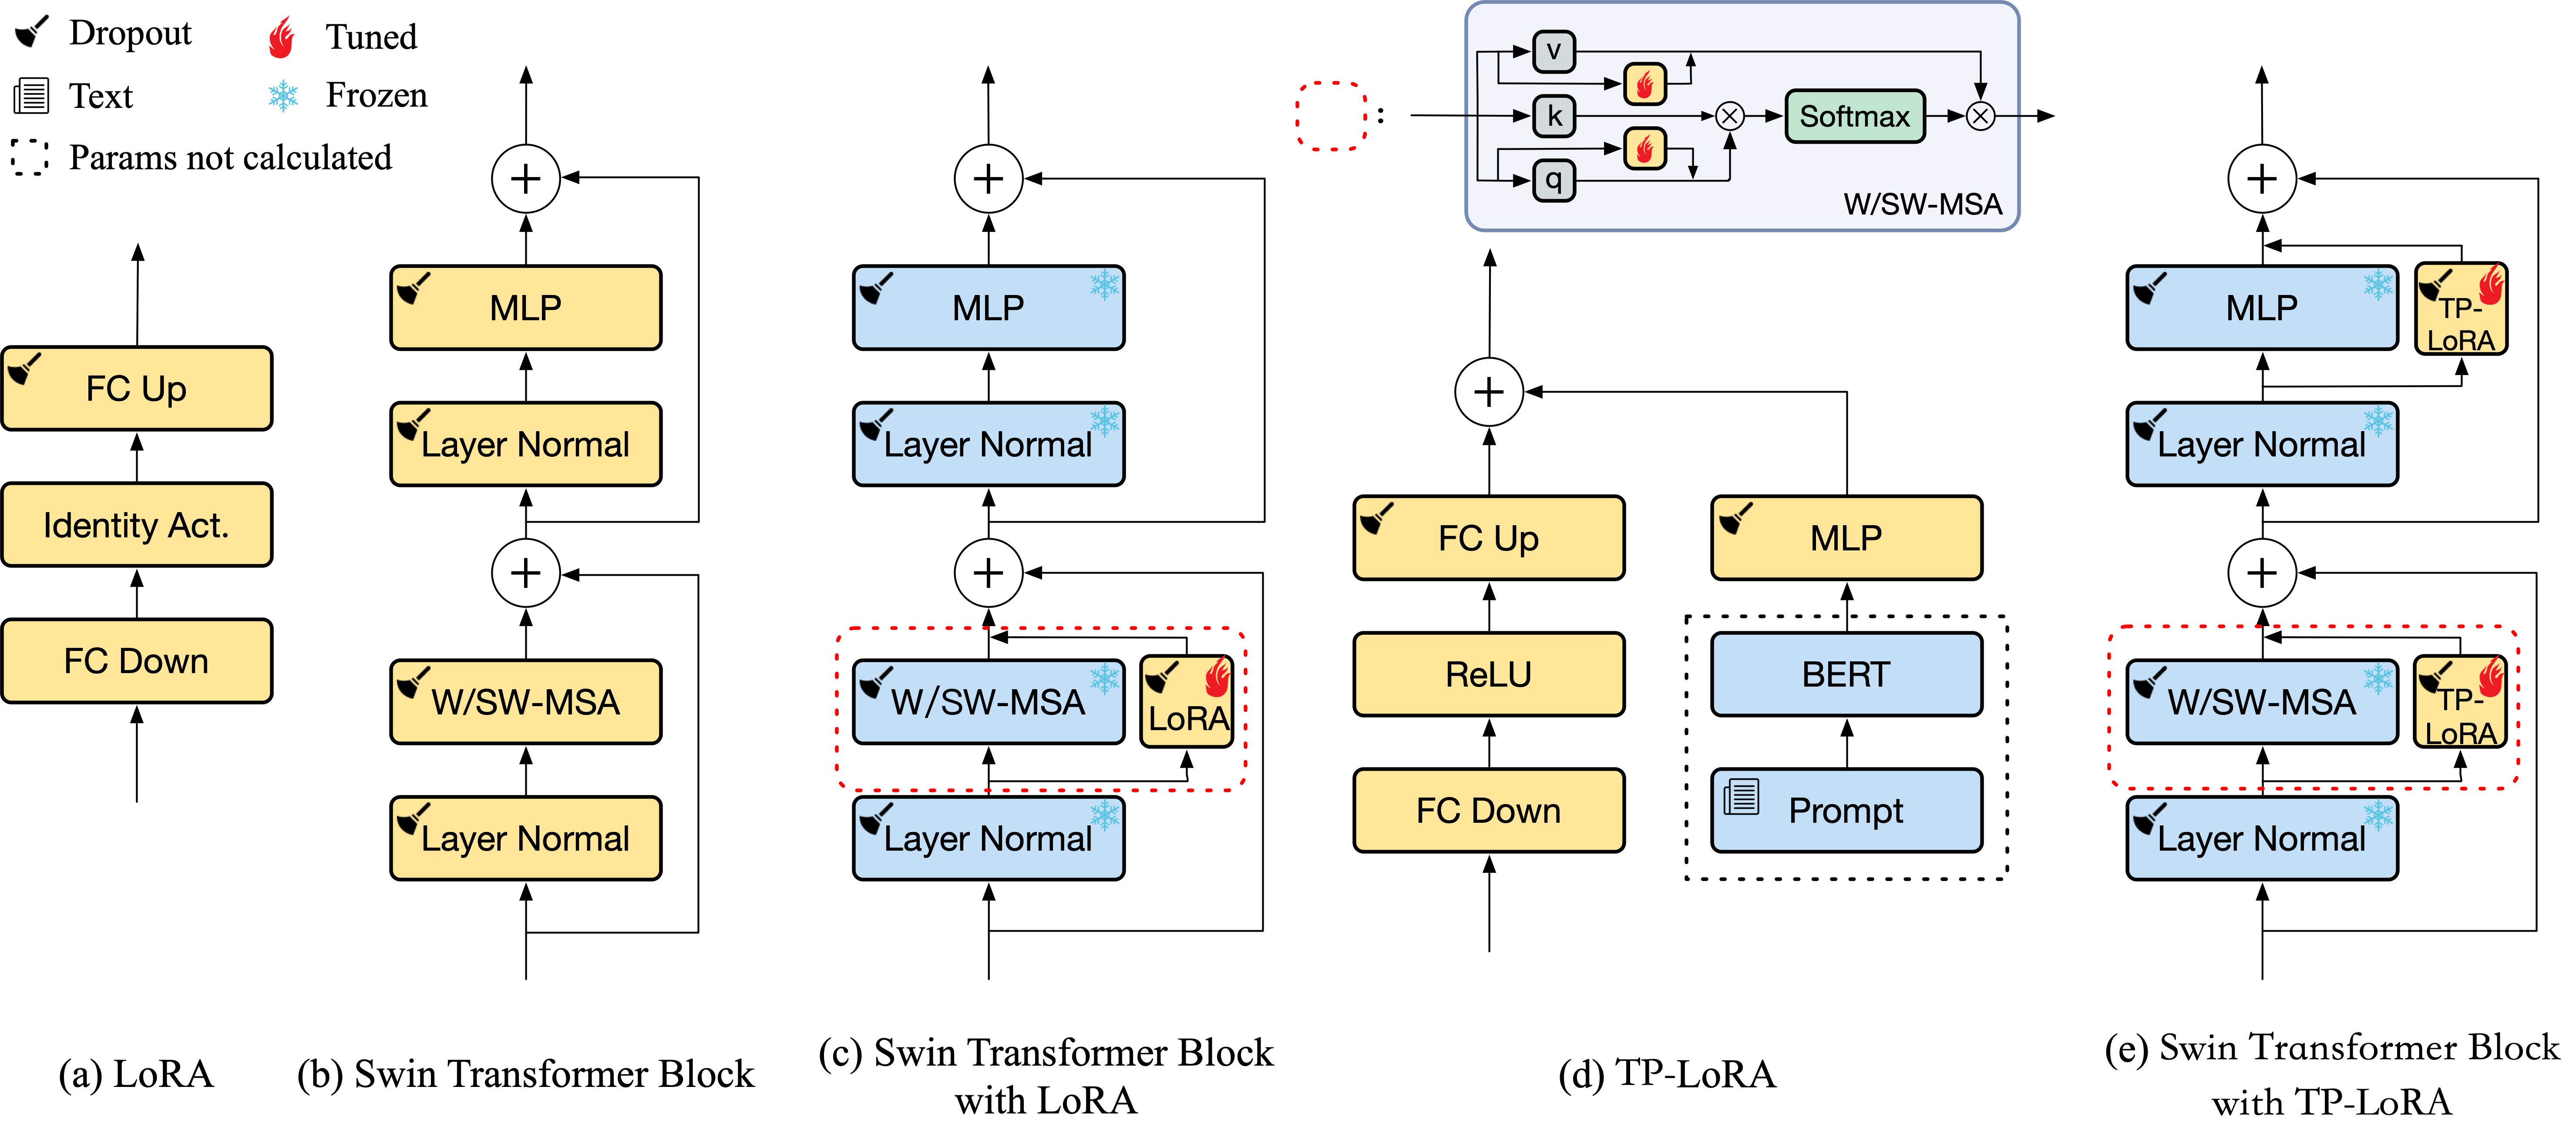 Dropout
Tuned
Text
Frozen
Params not calculated
FC Up
Identity Act.
FC Down
(a) LoRA
MLP
Layer Normal
W/SW-MSA
Layer Normal
(b) Swin Transformer Block
MLP
Layer Normal
W/SW-MSA
LoRA
Layer Normal
(c) Swin Transformer Block
with LoRA
:
v
k
q
Softmax
W/SW-MSA
FC Up
ReLU
FC Down
MLP
BERT
Prompt
(d) TP-LoRA
MLP
TP-
LoRA
Layer Normal
W/SW-MSA
TP-
LoRA
Layer Normal
(e) Swin Transformer Block
with TP-LoRA